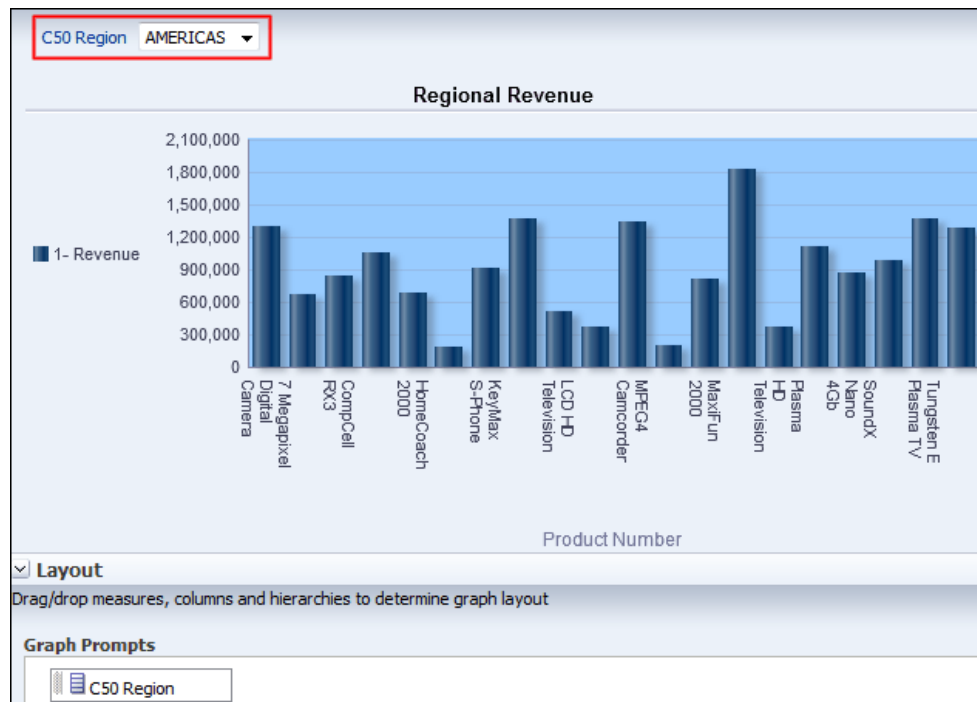 C50 Region AMERICAS
Regional Revenue
2,100,000
1,800,000
1,500,000
1,200,000
900,000
600,000
300,000
0
1- Revenue
7 Megapixel
Digital
Camera
CompCell
RX3
HomeCoach
2000
KeyMax
S-Phone
LCD HD
Television
MPEG4
Camcorder
MaxiFun
2000
Plasma
HD
Television
SoundX
Nano
4Gb
Tungsten E
Plasma TV
Product Number
Layout
Drag/drop measures, columns and hierarchies to determine graph layout
Graph Prompts
C50 Region